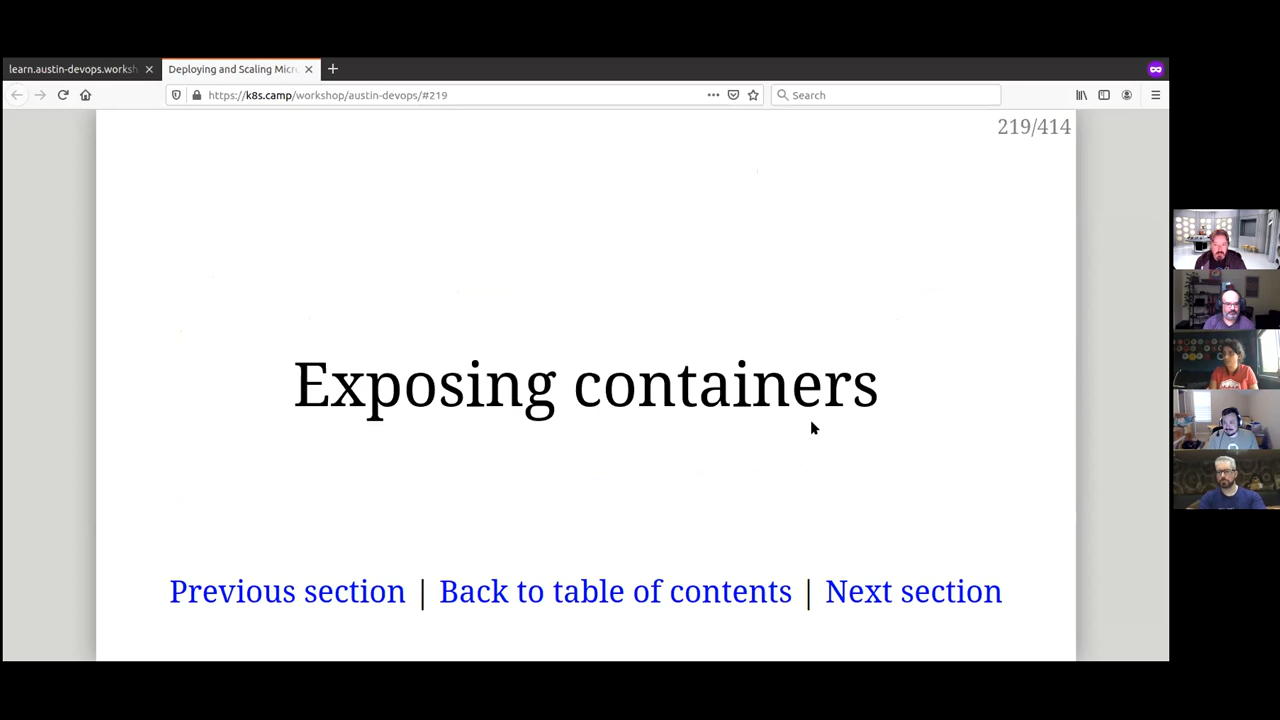 learn.austin-devops.worksh
Deploying and Scaling Micr
https://k8s.camp/workshop/austin-devops/#219
Search
219/414
Exposing containers
Previous section | Back to table of contents | Next section